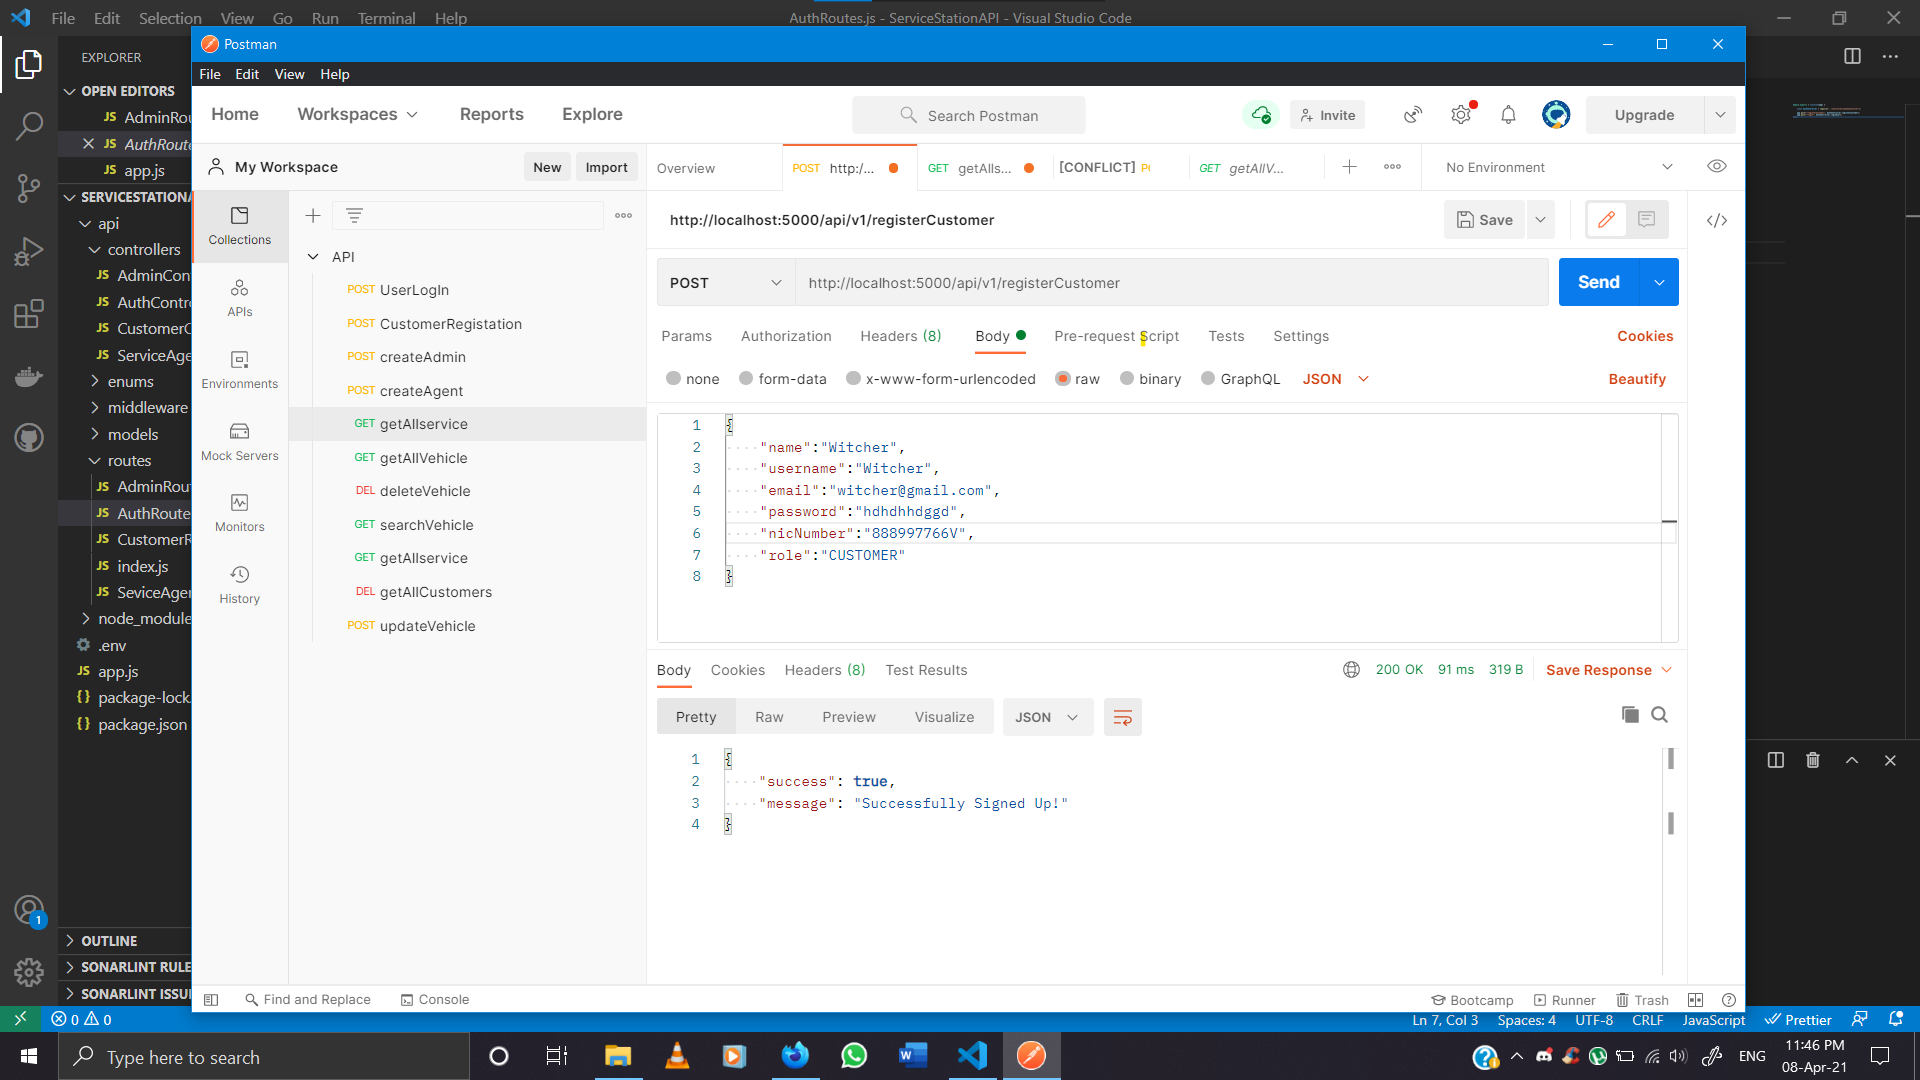 File Edit Selection View Go Run Terminal Help
AuthRoutes.js - ServiceStationAPI - Visual Studio Code
Postman
File Edit View Help
Home Workspaces Reports Explore
Search Postman
Invite
Upgrade
EXPLORER
OPEN EDITORS
JS AdminRou
JS AuthRoute
JS app.js
SERVICESTATIONA
api
controllers
JS AdminCon
JS AuthContro
JS CustomerC
JS ServiceAge
enums
middleware
models
routes
JS AdminRou
JS AuthRoute
JS CustomerR
JS index.js
JS SeviceAger
node_module
.env
JS app.js
{} package-lock.
{} package.json
OUTLINE
SONARLINT RULE
SONARLINT ISSU
1
My Workspace
New Import
Collections
APIs
Environments
Mock Servers
Monitors
History
API
POST UserLogIn
POST CustomerRegistation
POST createAdmin
POST createAgent
GET getAllservice
GET getAllVehicle
DEL deleteVehicle
GET searchVehicle
GET getAllservice
DEL getAllCustomers
POST updateVehicle
Overview
POST http:/...
GET getAlls...
[CONFLICT]
GET getAllV...
No Environment
http://localhost:5000/api/v1/registerCustomer
Save
POST http://localhost:5000/api/v1/registerCustomer
Send
Params Authorization Headers (8) Body Pre-request Script Tests Settings Cookies
none form-data x-www-form-urlencoded raw binary GraphQL JSON Beautify
1 {
2 "name":"Witcher",
3 "username":"Witcher",
4 "email":"witcher@gmail.com",
5 "password":"hdhdhhdggd",
6 "nicNumber":"888997766V",
7 "role":"CUSTOMER"
8 }
Body Cookies Headers (8) Test Results
200 OK 91 ms 319 B Save Response
Pretty Raw Preview Visualize JSON
1 {
2 "success": true,
3 "message": "Successfully Signed Up!"
4 }
Find and Replace Console
Bootcamp Runner Trash
0 0
Ln 7, Col 3 Spaces: 4 UTF-8 CRLF JavaScript Prettier
Type here to search
ENG
11:46 PM
08-Apr-21